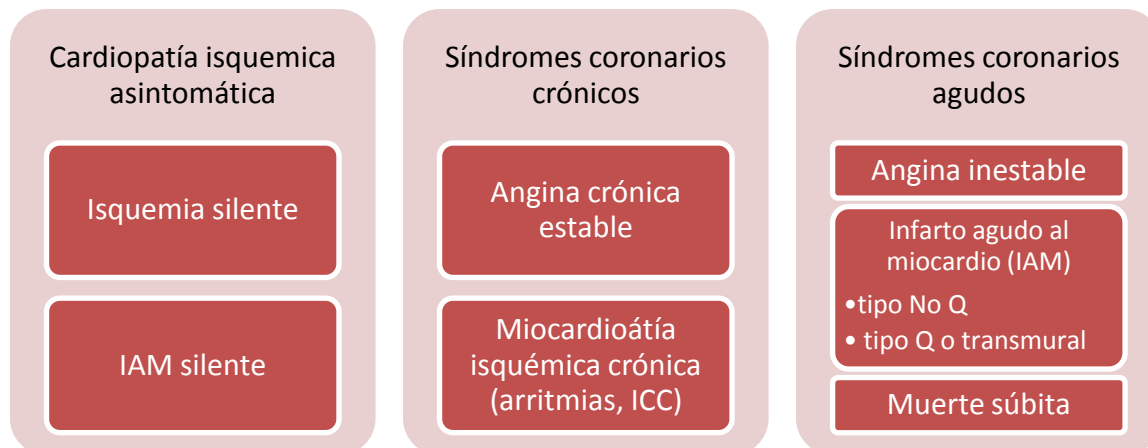 Cardiopatía isquemica
asintomática
Isquemia silente
IAM silente
Síndromes coronarios
crónicos
Angina crónica
estable
Miocardioátía
isquémica crónica
(arritmias, ICC)
Síndromes coronarios
agudos
Angina inestable
Infarto agudo al
miocardio (IAM)
•tipo No Q
• tipo Q o transmural
Muerte súbita